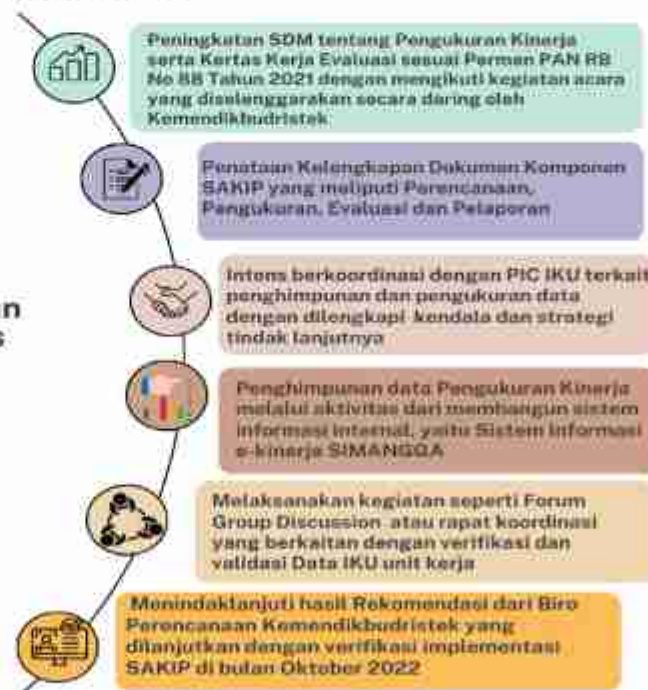 Peningkatan SDM tentang Pengukuran Kinerja
serta Kertas Kerja Evaluasi sesuai Permen PAN RB
No 88 Tahun 2021 dengan mengikuti kegiatan acara
yang diselenggarakan secara daring oleh
Kemendikbudristek
Penataan Kelengkapan Dokumen Komponen
SAKIP yang meliputi Perencanaan,
Pengukuran, Evaluasi dan Pelaporan
Intens berkoordinasi dengan PIC IKU terkait
penghimpunan dan pengukuran data
dengan dilengkapi kendala dan strategi
tindak lanjutnya
Penghimpunan data Pengukuran Kinerja
melalui aktivitas dari membangun sistem
informasi internal, yaitu Sistem Informasi
e-kinerja SIMANGGA
Melaksanakan kegiatan seperti Forum
Group Discussion atau rapat koordinasi
yang berkaitan dengan verifikasi dan
validasi Data IKU unit kerja
Menindaktanjuti hasil Rekomendasi dari Biro
Perencanaan Kemendikbudristek yang
dilanjutkan dengan verifikasi implementasi
SAKIP di bulan Oktober 2022